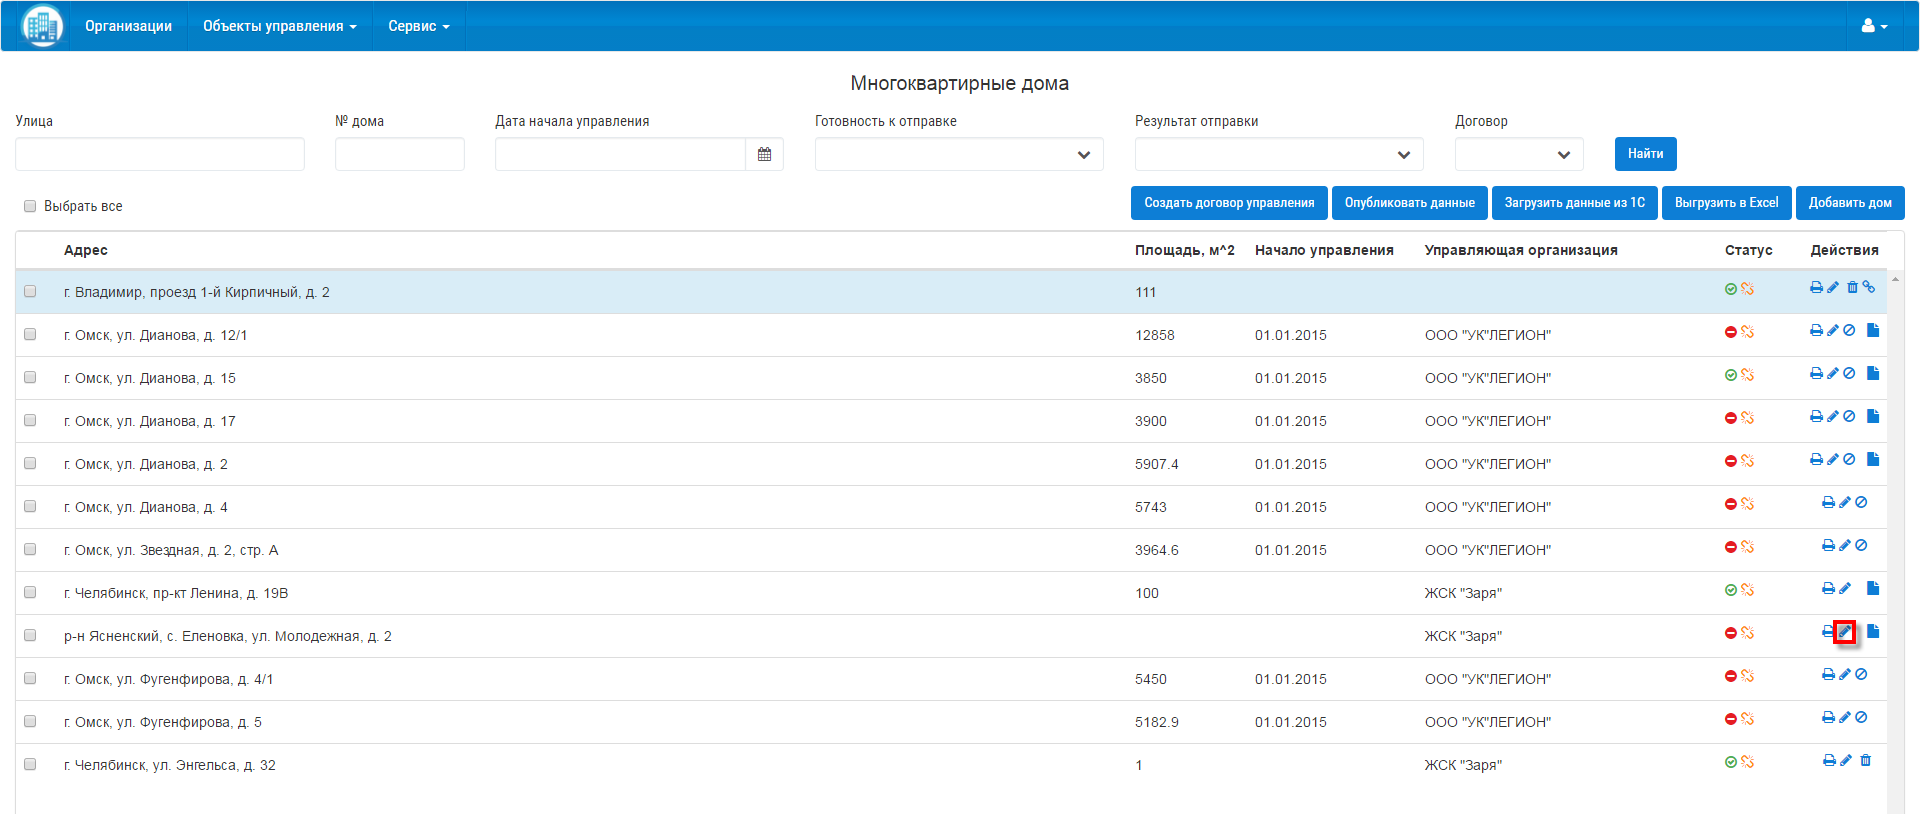 Организации Объекты управления Сервис
Многоквартирные дома
Улица № дома Дата начала управления Готовность к отправке Результат отправки Договор
Найти
Выбрать все Создать договор управления Опубликовать данные Загрузить данные из 1С Выгрузить в Excel Добавить дом
Адрес Площадь, м^2 Начало управления Управляющая организация Статус Действия
г. Владимир, проезд 1-й Кирпичный, д. 2 111
г. Омск, ул. Дианова, д. 12/1 12858 01.01.2015 ООО "УК"ЛЕГИОН"
г. Омск, ул. Дианова, д. 15 3850 01.01.2015 ООО "УК"ЛЕГИОН"
г. Омск, ул. Дианова, д. 17 3900 01.01.2015 ООО "УК"ЛЕГИОН"
г. Омск, ул. Дианова, д. 2 5907.4 01.01.2015 ООО "УК"ЛЕГИОН"
г. Омск, ул. Дианова, д. 4 5743 01.01.2015 ООО "УК"ЛЕГИОН"
г. Омск, ул. Звездная, д. 2, стр. А 3964.6 01.01.2015 ООО "УК"ЛЕГИОН"
г. Челябинск, пр-кт Ленина, д. 19В 100 ЖСК "Заря"
р-н Ясненский, с. Еленовка, ул. Молодежная, д. 2 ЖСК "Заря"
г. Омск, ул. Фугенфирова, д. 4/1 5450 01.01.2015 ООО "УК"ЛЕГИОН"
г. Омск, ул. Фугенфирова, д. 5 5182.9 01.01.2015 ООО "УК"ЛЕГИОН"
г. Челябинск, ул. Энгельса, д. 32 1 ЖСК "Заря"